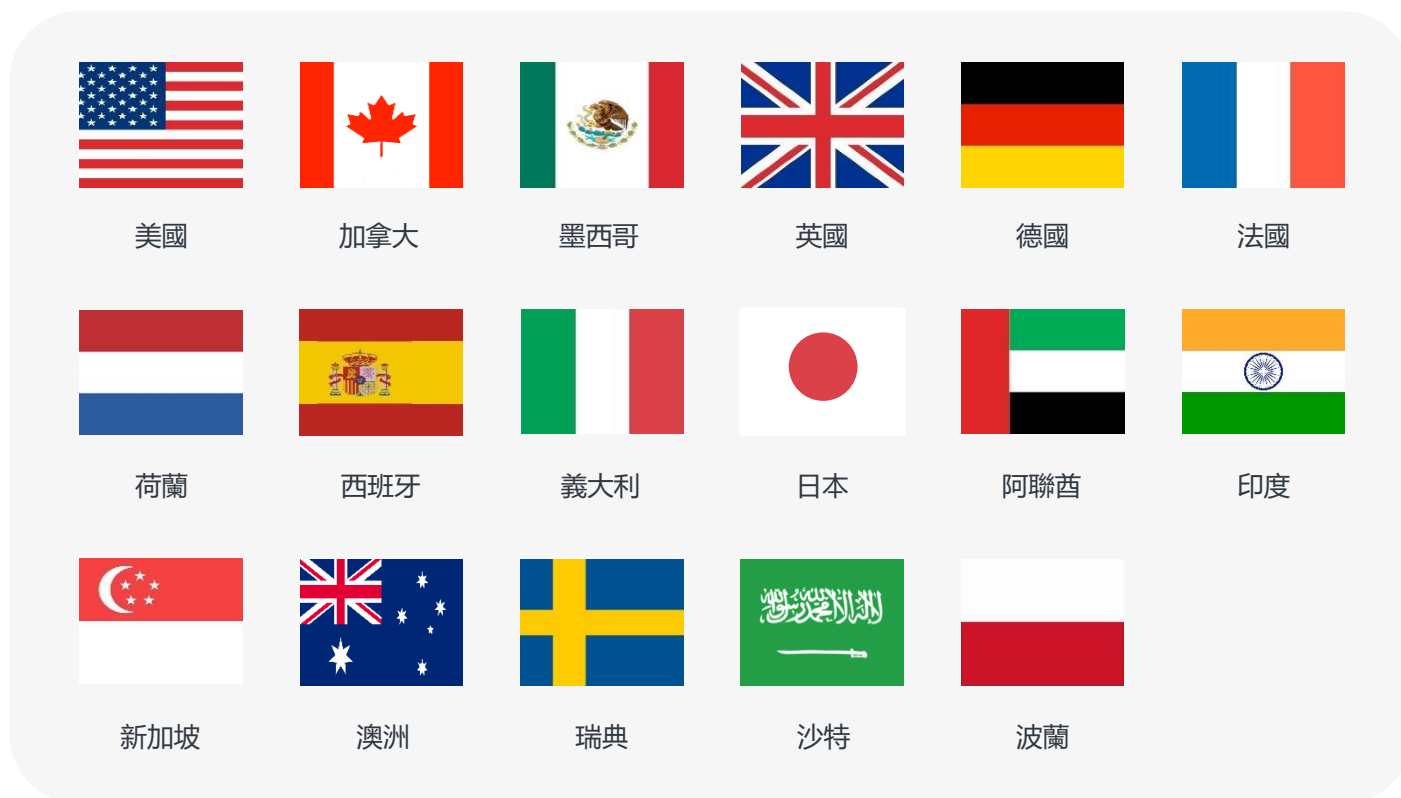 美國
加拿大
墨西哥
英國
德國
法國
荷蘭
西班牙
義大利
日本
阿聯酋
印度
新加坡
澳洲
瑞典
沙特
波蘭